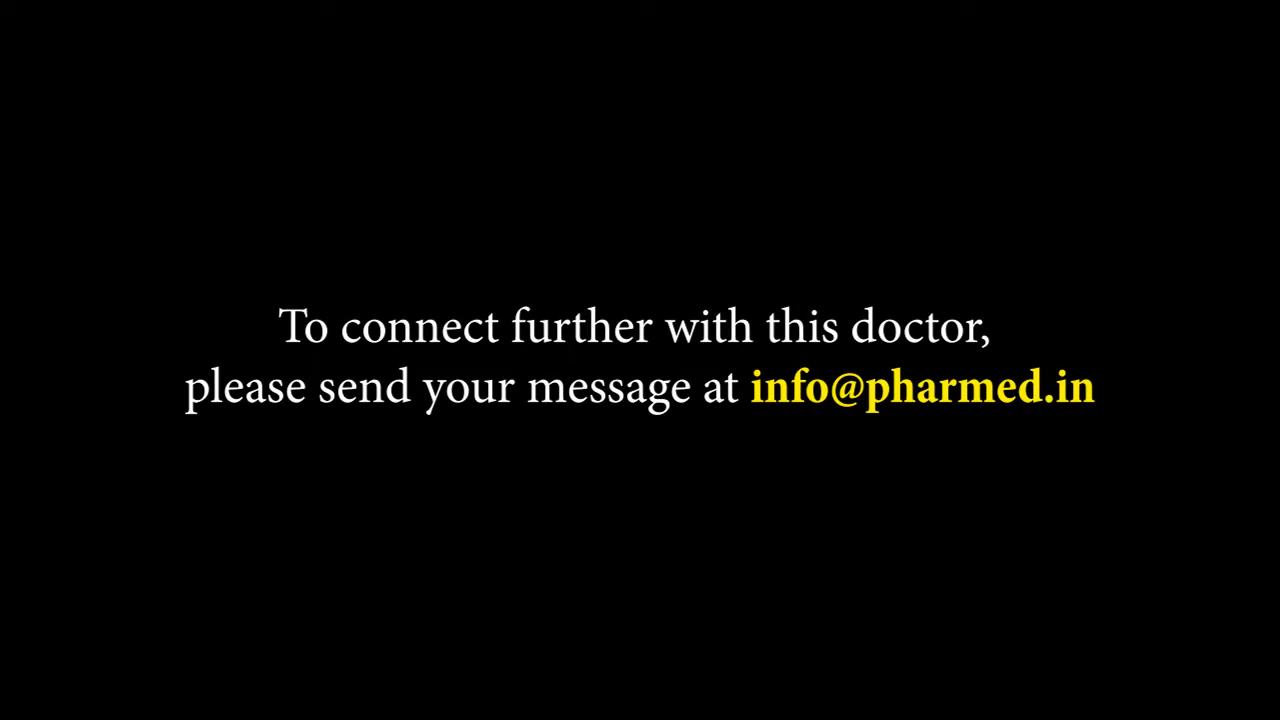 To connect further with this doctor,
please send your message at info@pharmed.in